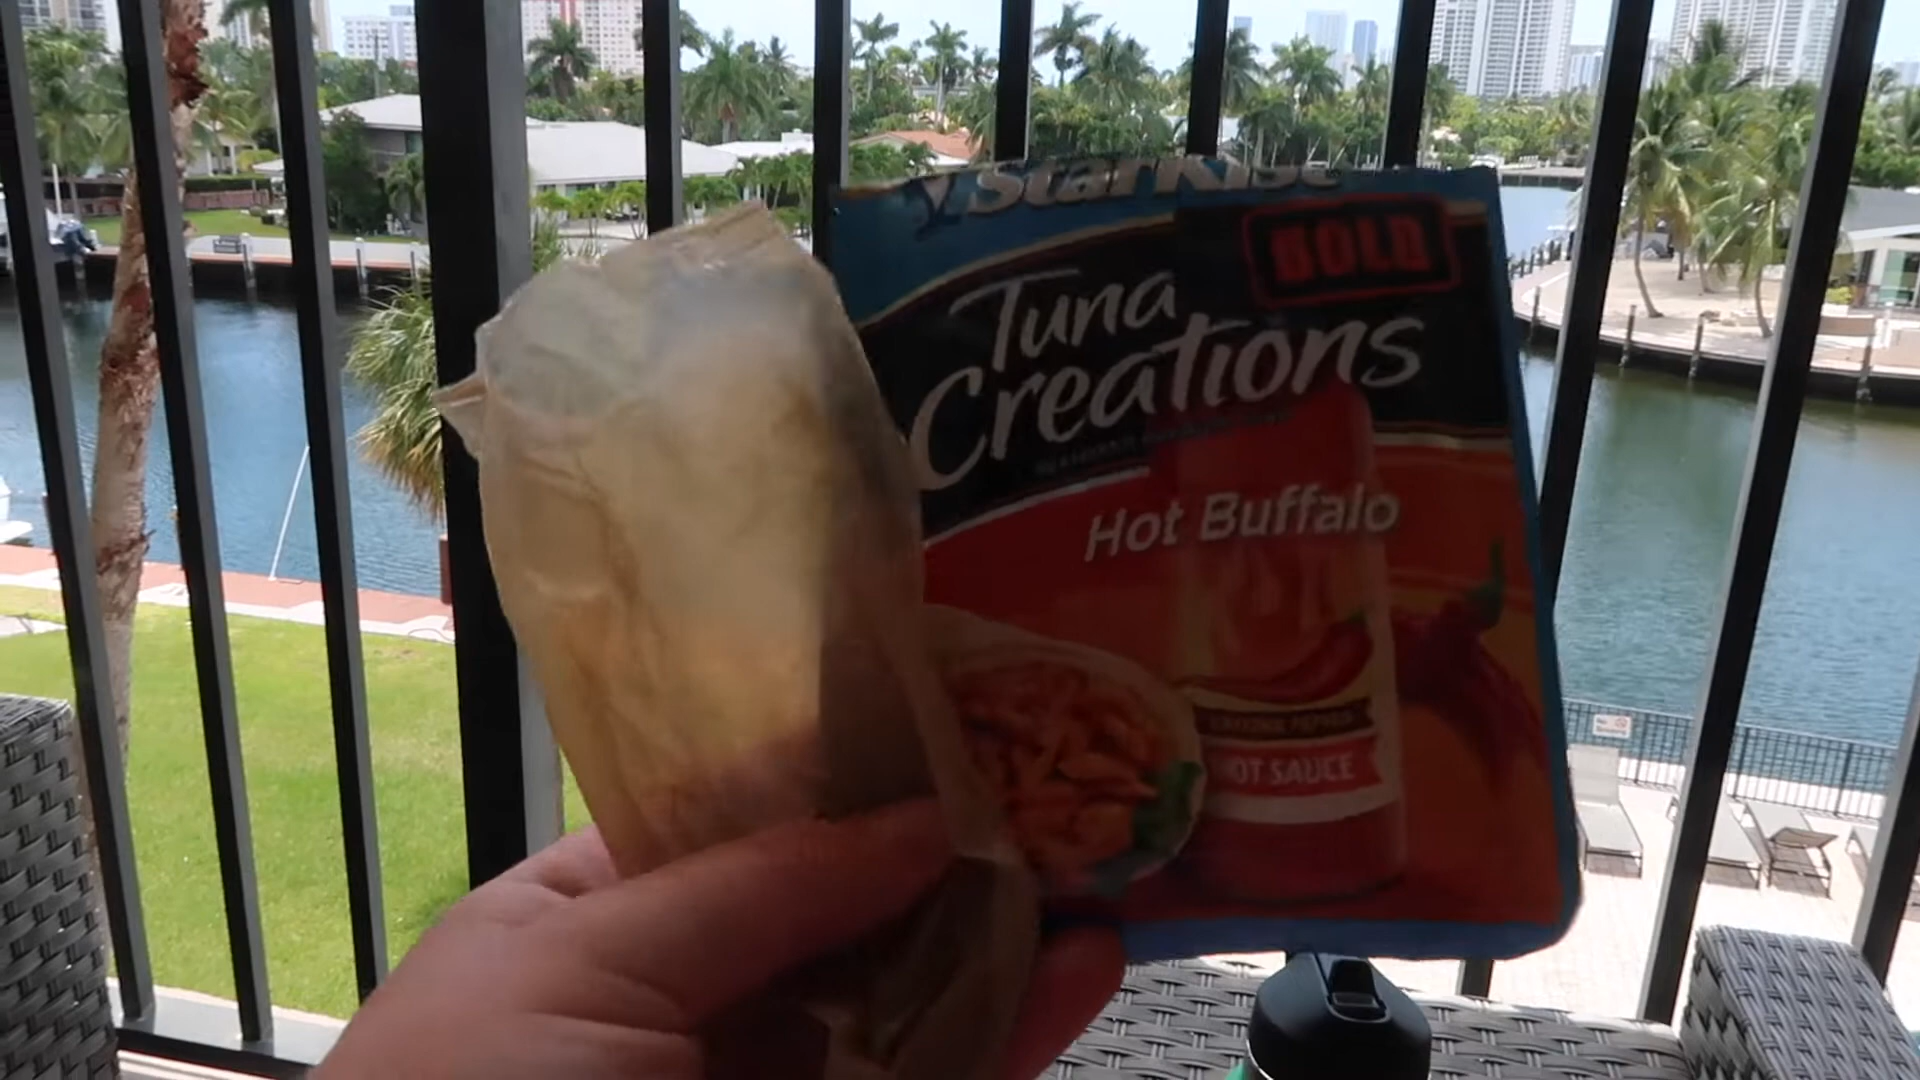 StarKist
BOLD
Tuna
Creations
Hot Buffalo
HOT SAUCE